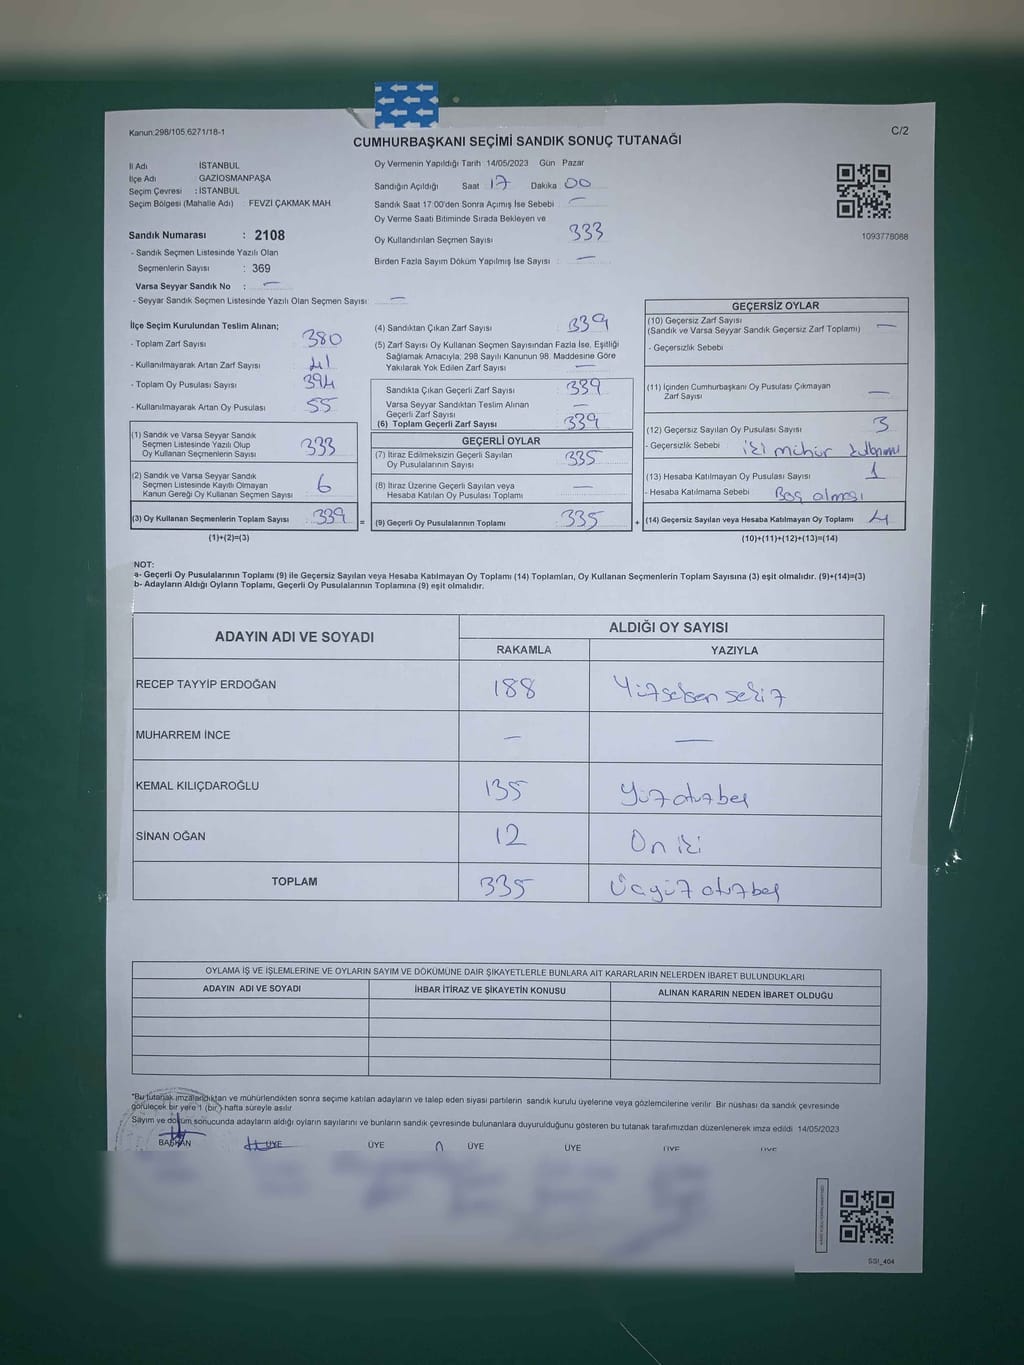 Kanun:298/105 6271/18-1
C/2
CUMHURBAŞKANI SEÇİMİ SANDIK SONUÇ TUTANAĞI
İl Adı İSTANBUL
İlçe Adı GAZİOSMANPAŞA
Seçim Çevresi : İSTANBUL
Seçim Bölgesi (Mahalle Adı) : FEVZİ ÇAKMAK MAH.
Sandık Numarası : 2108
- Sandık Seçmen Listesinde Yazılı Olan
Seçmenlerin Sayısı : 369
Varsa Seyyar Sandık No : —
- Seyyar Sandık Seçmen Listesinde Yazılı Olan Seçmen Sayısı —
Oy Vermenin Yapıldığı Tarih 14/05/2023 Gün Pazar
Sandığın Açıldığı Saat 17 Dakika 00
Sandık Saat 17:00'den Sonra Açımış İse Sebebi —
Oy Verme Saati Bitiminde Sırada Bekleyen ve
Oy Kullandırılan Seçmen Sayısı 333
Birden Fazla Sayım Döküm Yapılmış İse Sayısı : —
1093778088
İlçe Seçim Kurulundan Teslim Alınan;
- Toplam Zarf Sayısı 380
- Kullanılmayarak Artan Zarf Sayısı 41
- Toplam Oy Pusulası Sayısı 394
- Kullanılmayarak Artan Oy Pusulası 55
(1) Sandık ve Varsa Seyyar Sandık
Seçmen Listesinde Yazılı Olup
Oy Kullanan Seçmenlerin Sayısı 333
(2) Sandık ve Varsa Seyyar Sandık
Seçmen Listesinde Kayıtlı Olmayan
Kanun Gereği Oy Kullanan Seçmen Sayısı 6
(3) Oy Kullanan Seçmenlerin Toplam Sayısı 339
(1)+(2)=(3)
(4) Sandıktan Çıkan Zarf Sayısı 339
(5) Zarf Sayısı Oy Kullanan Seçmen Sayısından Fazla İse, Eşitliği
Sağlamak Amacıyla; 298 Sayılı Kanunun 98. Maddesine Göre
Yakılarak Yok Edilen Zarf Sayısı —
Sandıkta Çıkan Geçerli Zarf Sayısı 339
Varsa Seyyar Sandıktan Teslim Alınan
Geçerli Zarf Sayısı —
(6) Toplam Geçerli Zarf Sayısı 339
GEÇERLİ OYLAR
(7) İtiraz Edilmeksizin Geçerli Sayılan
Oy Pusulalarının Sayısı 335
(8) İtiraz Üzerine Geçerli Sayılan veya
Hesaba Katılan Oy Pusulası Toplamı —
= (9) Geçerli Oy Pusulalarının Toplamı 335
GEÇERSİZ OYLAR
(10) Geçersiz Zarf Sayısı
(Sandık ve Varsa Seyyar Sandık Geçersiz Zarf Toplamı) —
- Geçersizlik Sebebi
(11) İçinden Cumhurbaşkanı Oy Pusulası Çıkmayan
Zarf Sayısı —
(12) Geçersiz Sayılan Oy Pusulası Sayısı 3
- Geçersizlik Sebebi iki mühür kullanımı
(13) Hesaba Katılmayan Oy Pusulası Sayısı 1
- Hesaba Katılmama Sebebi Boş olması
+ (14) Geçersiz Sayılan veya Hesaba Katılmayan Oy Toplamı 4
(10)+(11)+(12)+(13)=(14)
NOT:
a- Geçerli Oy Pusulalarının Toplamı (9) ile Geçersiz Sayılan veya Hesaba Katılmayan Oy Toplamı (14) Toplamları, Oy Kullanan Seçmenlerin Toplam Sayısına (3) eşit olmalıdır. (9)+(14)=(3)
b- Adayların Aldığı Oyların Toplamı, Geçerli Oy Pusulalarının Toplamına (9) eşit olmalıdır.
ADAYIN ADI VE SOYADI
ALDIĞI OY SAYISI
RAKAMLA YAZIYLA
RECEP TAYYİP ERDOĞAN 188 Yüzseksen sekiz
MUHARREM İNCE — —
KEMAL KILIÇDAROĞLU 135 Yüz otuz beş
SİNAN OĞAN 12 On iki
TOPLAM 335 Üçyüz otuz beş
OYLAMA İŞ VE İŞLEMLERİNE VE OYLARIN SAYIM VE DÖKÜMÜNE DAİR ŞİKAYETLERLE BUNLARA AİT KARARLARIN NELERDEN İBARET BULUNDUKLARI
ADAYIN ADI VE SOYADI İHBAR İTİRAZ VE ŞİKAYETİN KONUSU ALINAN KARARIN NEDEN İBARET OLDUĞU
*Bu tutanak imzalandıktan ve mühürlendikten sonra seçime katılan adayların ve talep eden siyasi partilerin sandık kurulu üyelerine veya gözlemcilerine verilir. Bir nüshası da sandık çevresinde
görülecek bir yere 1 (bir) hafta süreyle asılır
Sayım ve döküm sonucunda adayların aldığı oyların sayılarını ve bunların sandık çevresinde bulunanlara duyurulduğunu gösteren bu tutanak tarafımızdan düzenlenerek imza edildi 14/05/2023
BAŞKAN ÜYE ÜYE ÜYE ÜYE ÜYE ÜYE
SSI_404